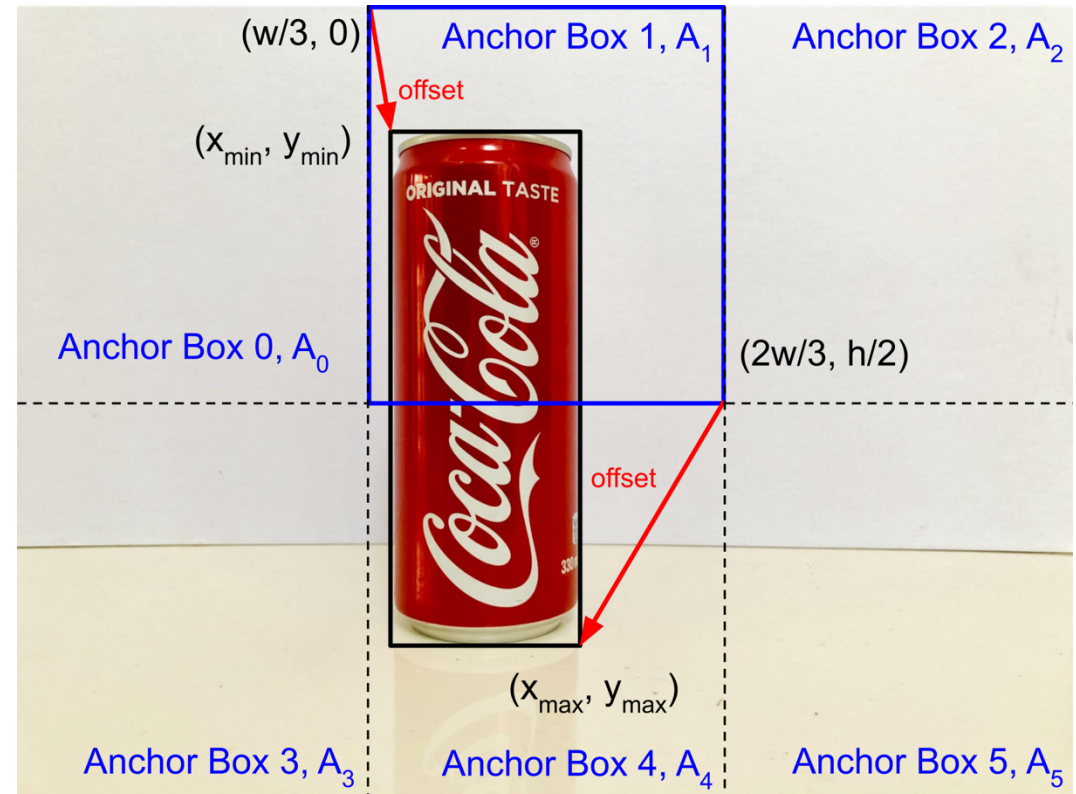 (w/3, 0)
Anchor Box 1, A₁
Anchor Box 2, A₂
offset
(xₘᵢₙ, yₘᵢₙ)
ORIGINAL TASTE
Coca-Cola
®
Anchor Box 0, A₀
(2w/3, h/2)
offset
330
(xₘₐₓ, yₘₐₓ)
Anchor Box 3, A₃
Anchor Box 4, A₄
Anchor Box 5, A₅